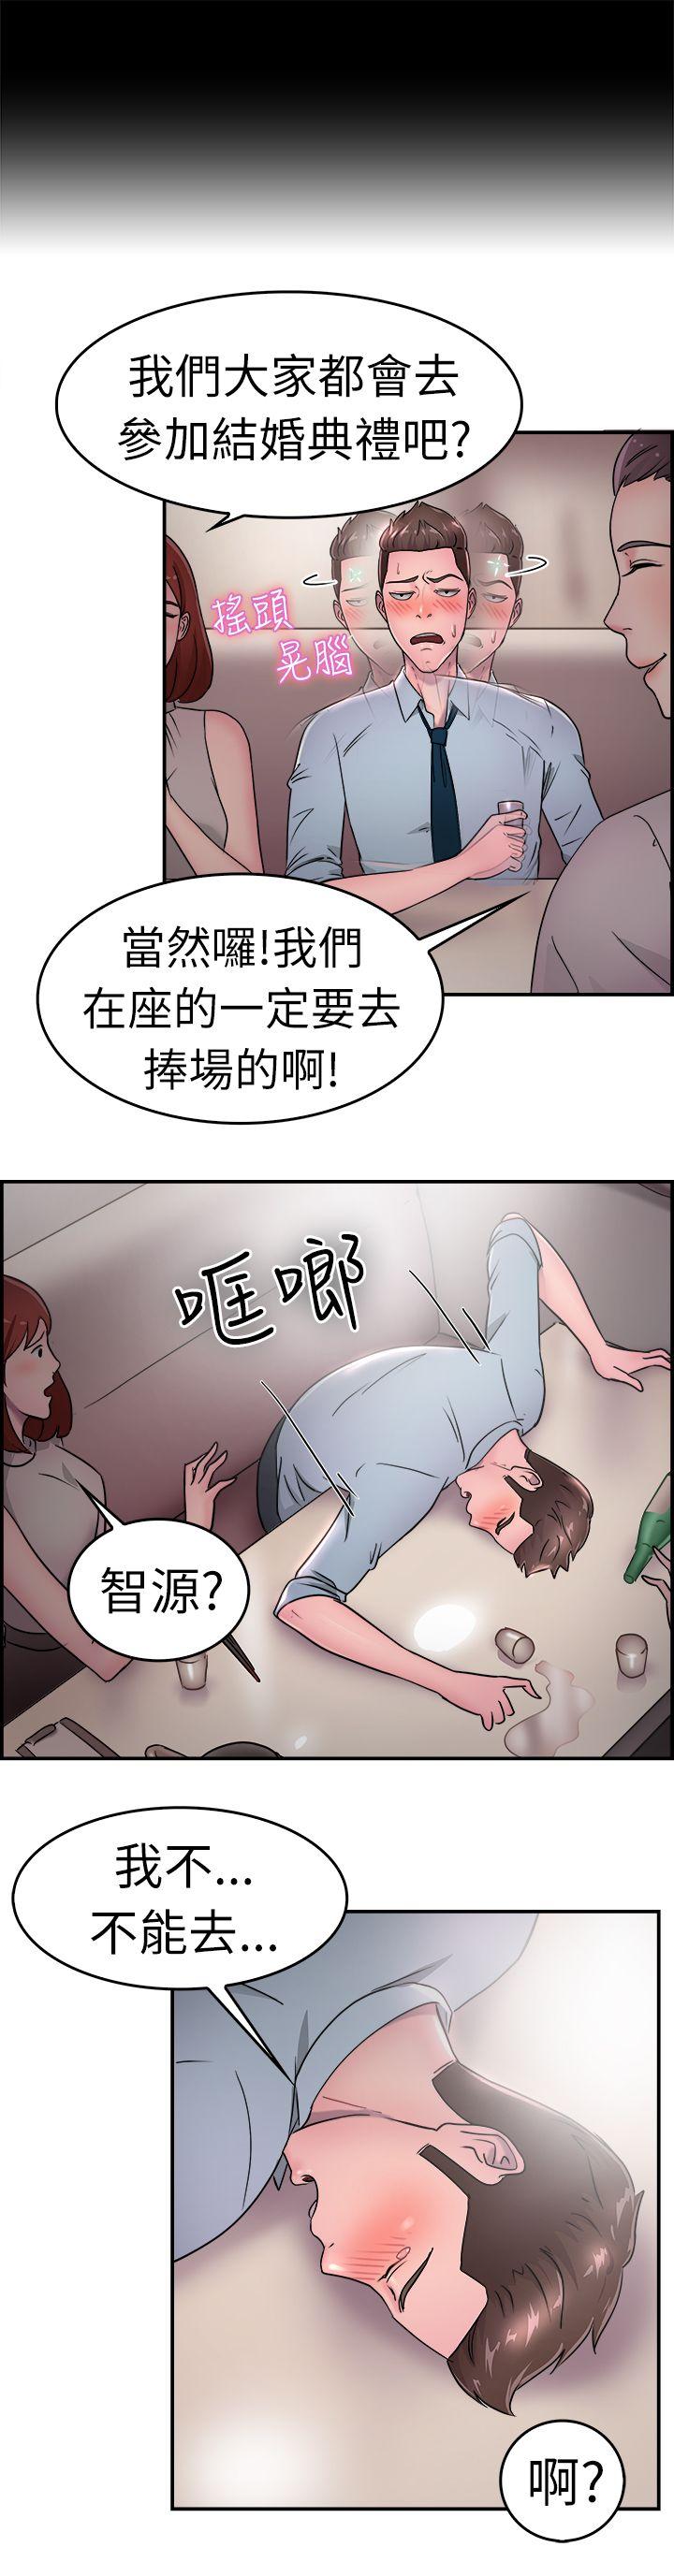 我們大家都會去
參加結婚典禮吧?
搖頭
晃腦
當然囉!我們
在座的一定要去
捧場的啊!
哐啷
智源?
我不...
不能去...
啊?